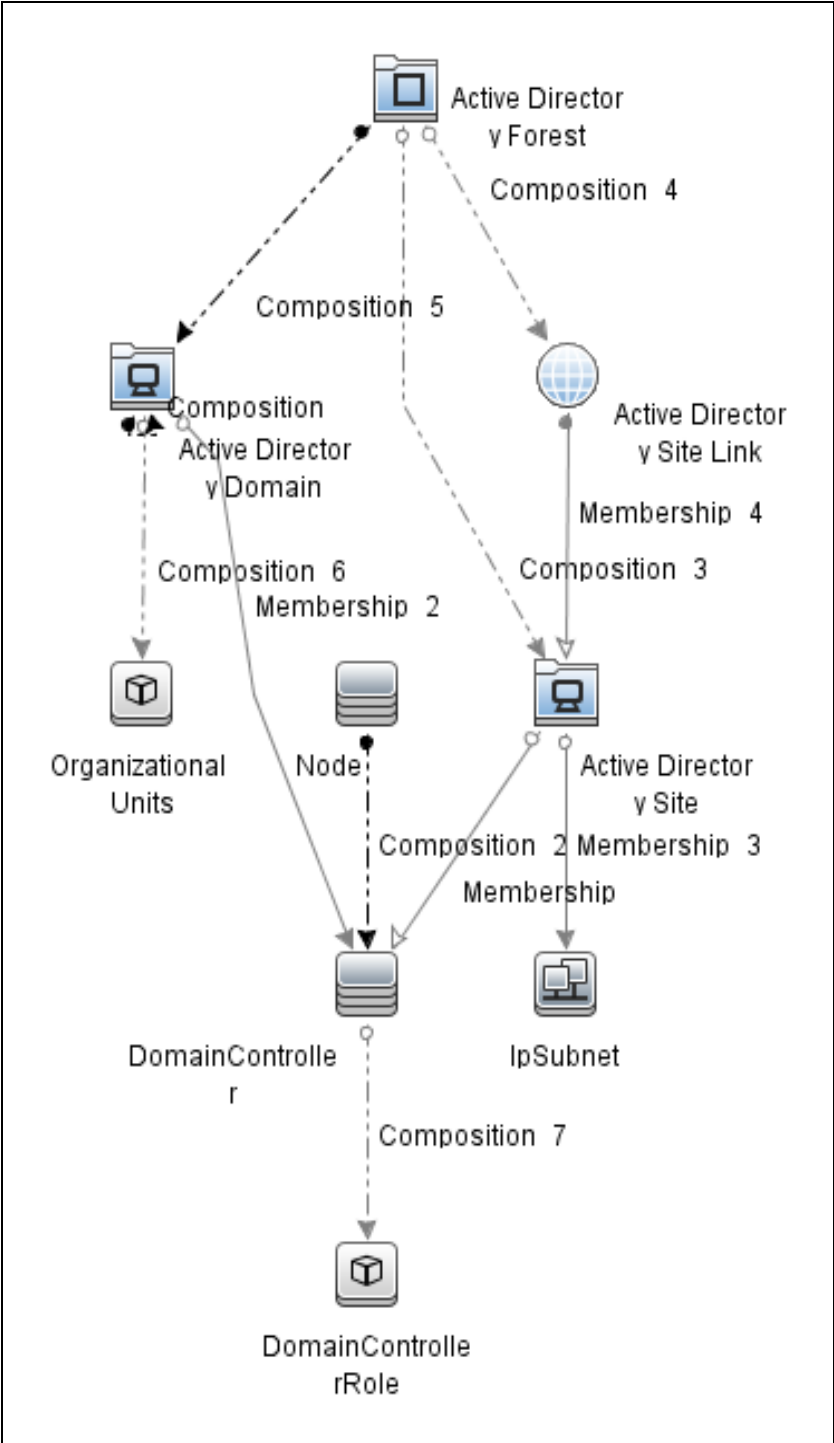 Active Director
y Forest
Composition 4
Composition 5
Composition
Active Director
y Domain
Active Director
y Site Link
Membership 4
Composition 6
Composition 3
Membership 2
Organizational
Units
Node
Active Director
y Site
Composition 2
Membership 3
Membership
DomainControlle
r
IpSubnet
Composition 7
DomainControlle
rRole